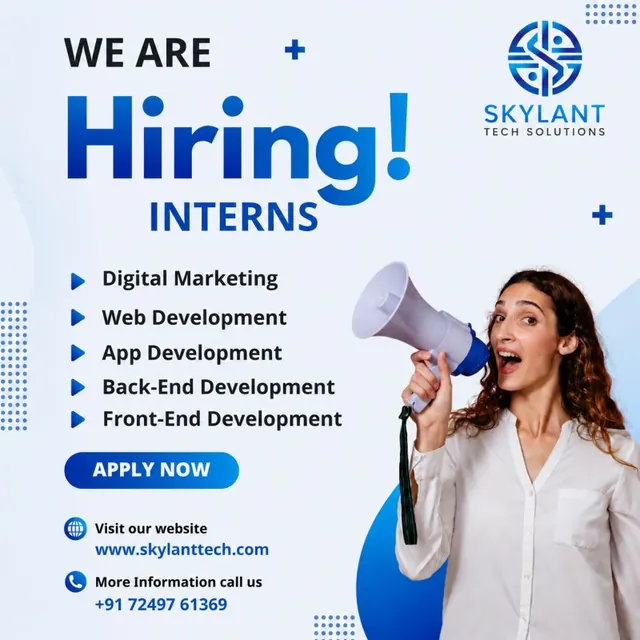 WE ARE
Hiring!
INTERNS
SKYLANT
TECH SOLUTIONS
Digital Marketing
Web Development
App Development
Back-End Development
Front-End Development
APPLY NOW
Visit our website
www.skylanttech.com
More Information call us
+91 72497 61369